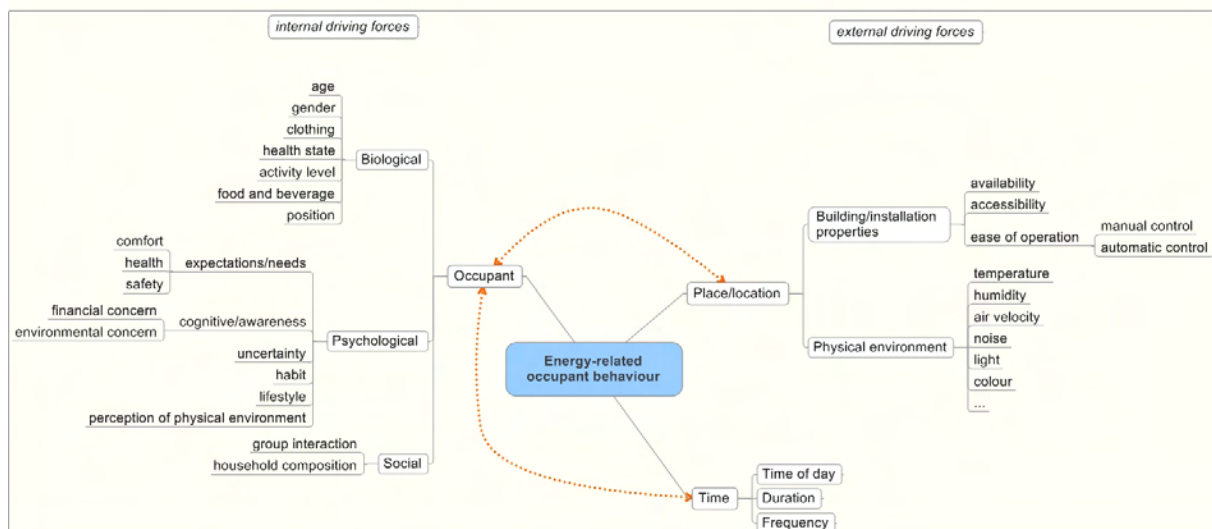 internal driving forces
external driving forces
age
gender
clothing
health state
activity level
food and beverage
position
Biological
comfort
health
safety
expectations/needs
financial concern
environmental concern
cognitive/awareness
uncertainty
habit
lifestyle
perception of physical environment
Psychological
group interaction
household composition
Social
Occupant
Energy-related
occupant behaviour
Place/location
Building/installation
properties
availability
accessibility
ease of operation
manual control
automatic control
Physical environment
temperature
humidity
air velocity
noise
light
colour
...
Time
Time of day
Duration
Frequency